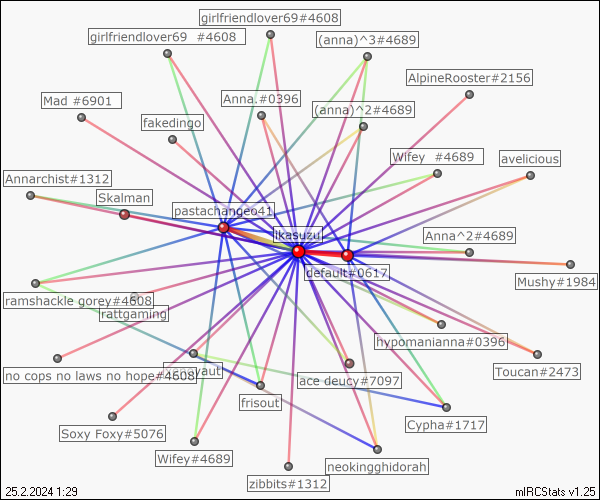 girlfriendlover69#4608
girlfriendlover69  #4608
(anna)^3#4689
AlpineRooster#2156
Mad #6901
Anna.#0396
(anna)^2#4689
fakedingo
Wifey  #4689
avelicious
Annarchist#1312
Skalman
pastachangeo41
ikasuzu
Anna^2#4689
default#0617
Mushy#1984
ramshackle gorey#4608
rattgaming
hypomanianna#0396
no cops no laws no hope#4608
ace deucy#7097
Toucan#2473
frisout
Cypha#1717
Soxy Foxy#5076
Wifey#4689
neokingghidorah
zibbits#1312
25.2.2024 1:29
mIRCStats v1.25